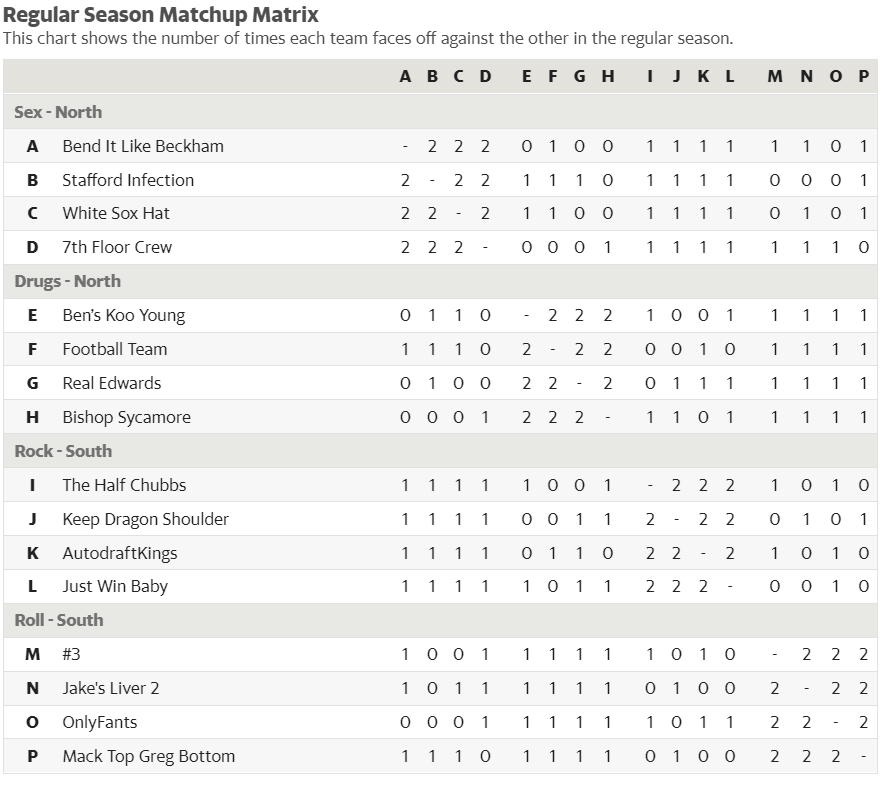 Regular Season Matchup Matrix
This chart shows the number of times each team faces off against the other in the regular season.
A B C D E F G H I J K L M N O P
Sex - North
A Bend It Like Beckham - 2 2 2 0 1 0 0 1 1 1 1 1 1 0 1
B Stafford Infection 2 - 2 2 1 1 1 0 1 1 1 1 0 0 0 1
C White Sox Hat 2 2 - 2 1 1 0 0 1 1 1 1 0 1 0 1
D 7th Floor Crew 2 2 2 - 0 0 0 1 1 1 1 1 1 1 1 0
Drugs - North
E Ben's Koo Young 0 1 1 0 - 2 2 2 1 0 0 1 1 1 1 1
F Football Team 1 1 1 0 2 - 2 2 0 0 1 0 1 1 1 1
G Real Edwards 0 1 0 0 2 2 - 2 0 1 1 1 1 1 1 1
H Bishop Sycamore 0 0 0 1 2 2 2 - 1 1 0 1 1 1 1 1
Rock - South
I The Half Chubbs 1 1 1 1 1 0 0 1 - 2 2 2 1 0 1 0
J Keep Dragon Shoulder 1 1 1 1 0 0 1 1 2 - 2 2 0 1 0 1
K AutodraftKings 1 1 1 1 0 1 1 0 2 2 - 2 1 0 1 0
L Just Win Baby 1 1 1 1 1 0 1 1 2 2 2 - 0 0 1 0
Roll - South
M #3 1 0 0 1 1 1 1 1 1 0 1 0 - 2 2 2
N Jake's Liver 2 1 0 1 1 1 1 1 1 0 1 0 0 2 - 2 2
O OnlyFants 0 0 0 1 1 1 1 1 1 0 1 1 2 2 - 2
P Mack Top Greg Bottom 1 1 1 0 1 1 1 1 0 1 0 0 2 2 2 -